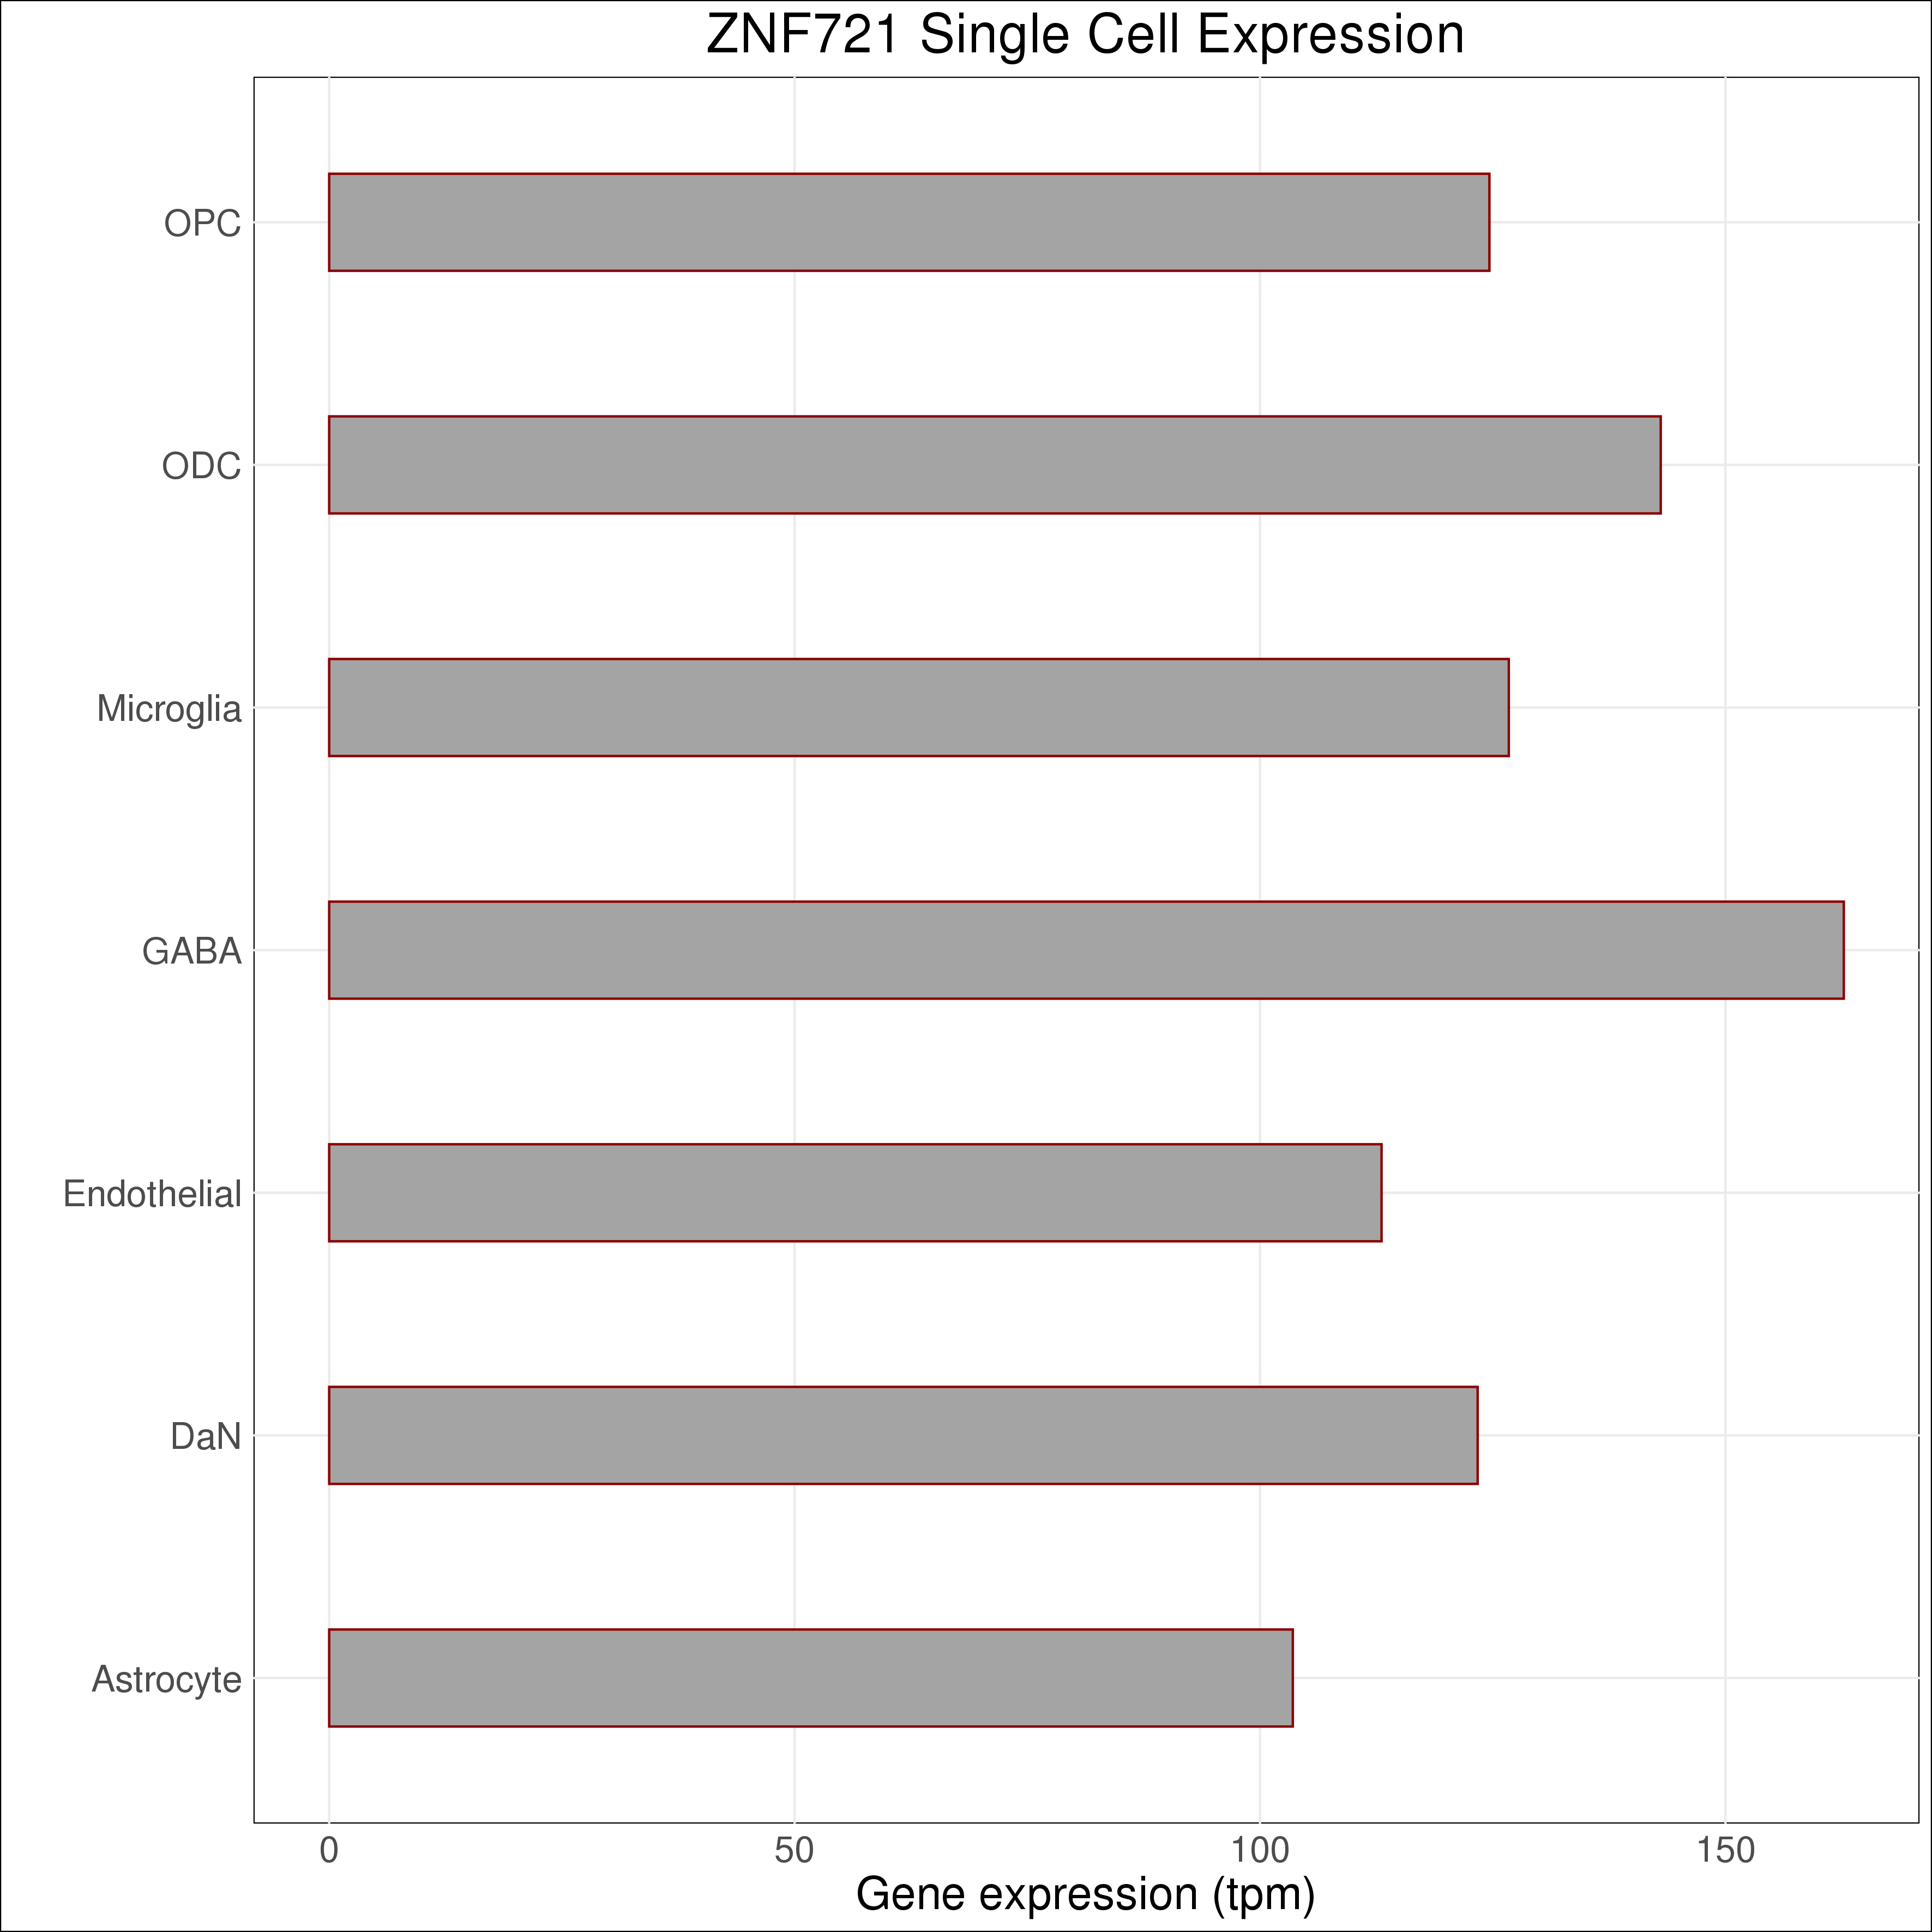 ZNF721 Single Cell Expression
OPC
ODC
Microglia
GABA
Endothelial
DaN
Astrocyte
0 50 100 150
Gene expression (tpm)